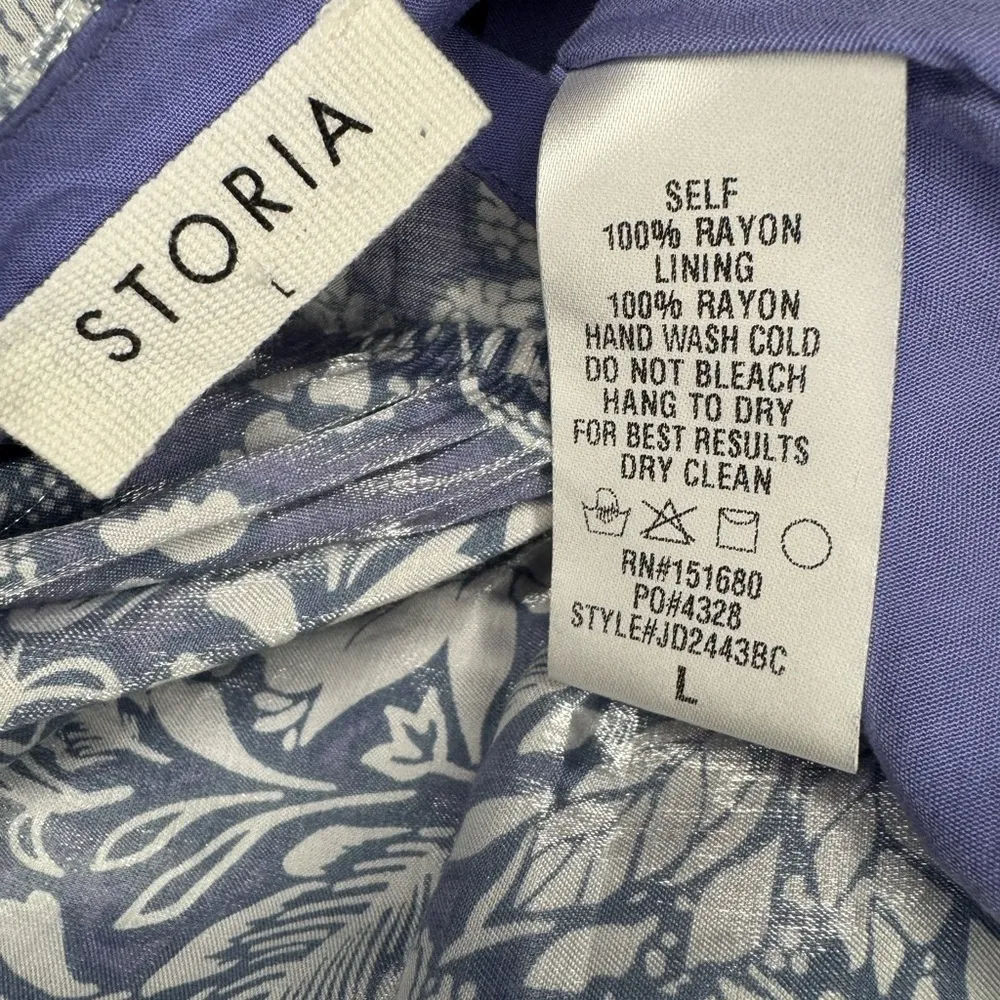 STORIA
L
SELF
100% RAYON
LINING
100% RAYON
HAND WASH COLD
DO NOT BLEACH
HANG TO DRY
FOR BEST RESULTS
DRY CLEAN
RN#151680
PO#4328
STYLE#JD2443BC
L